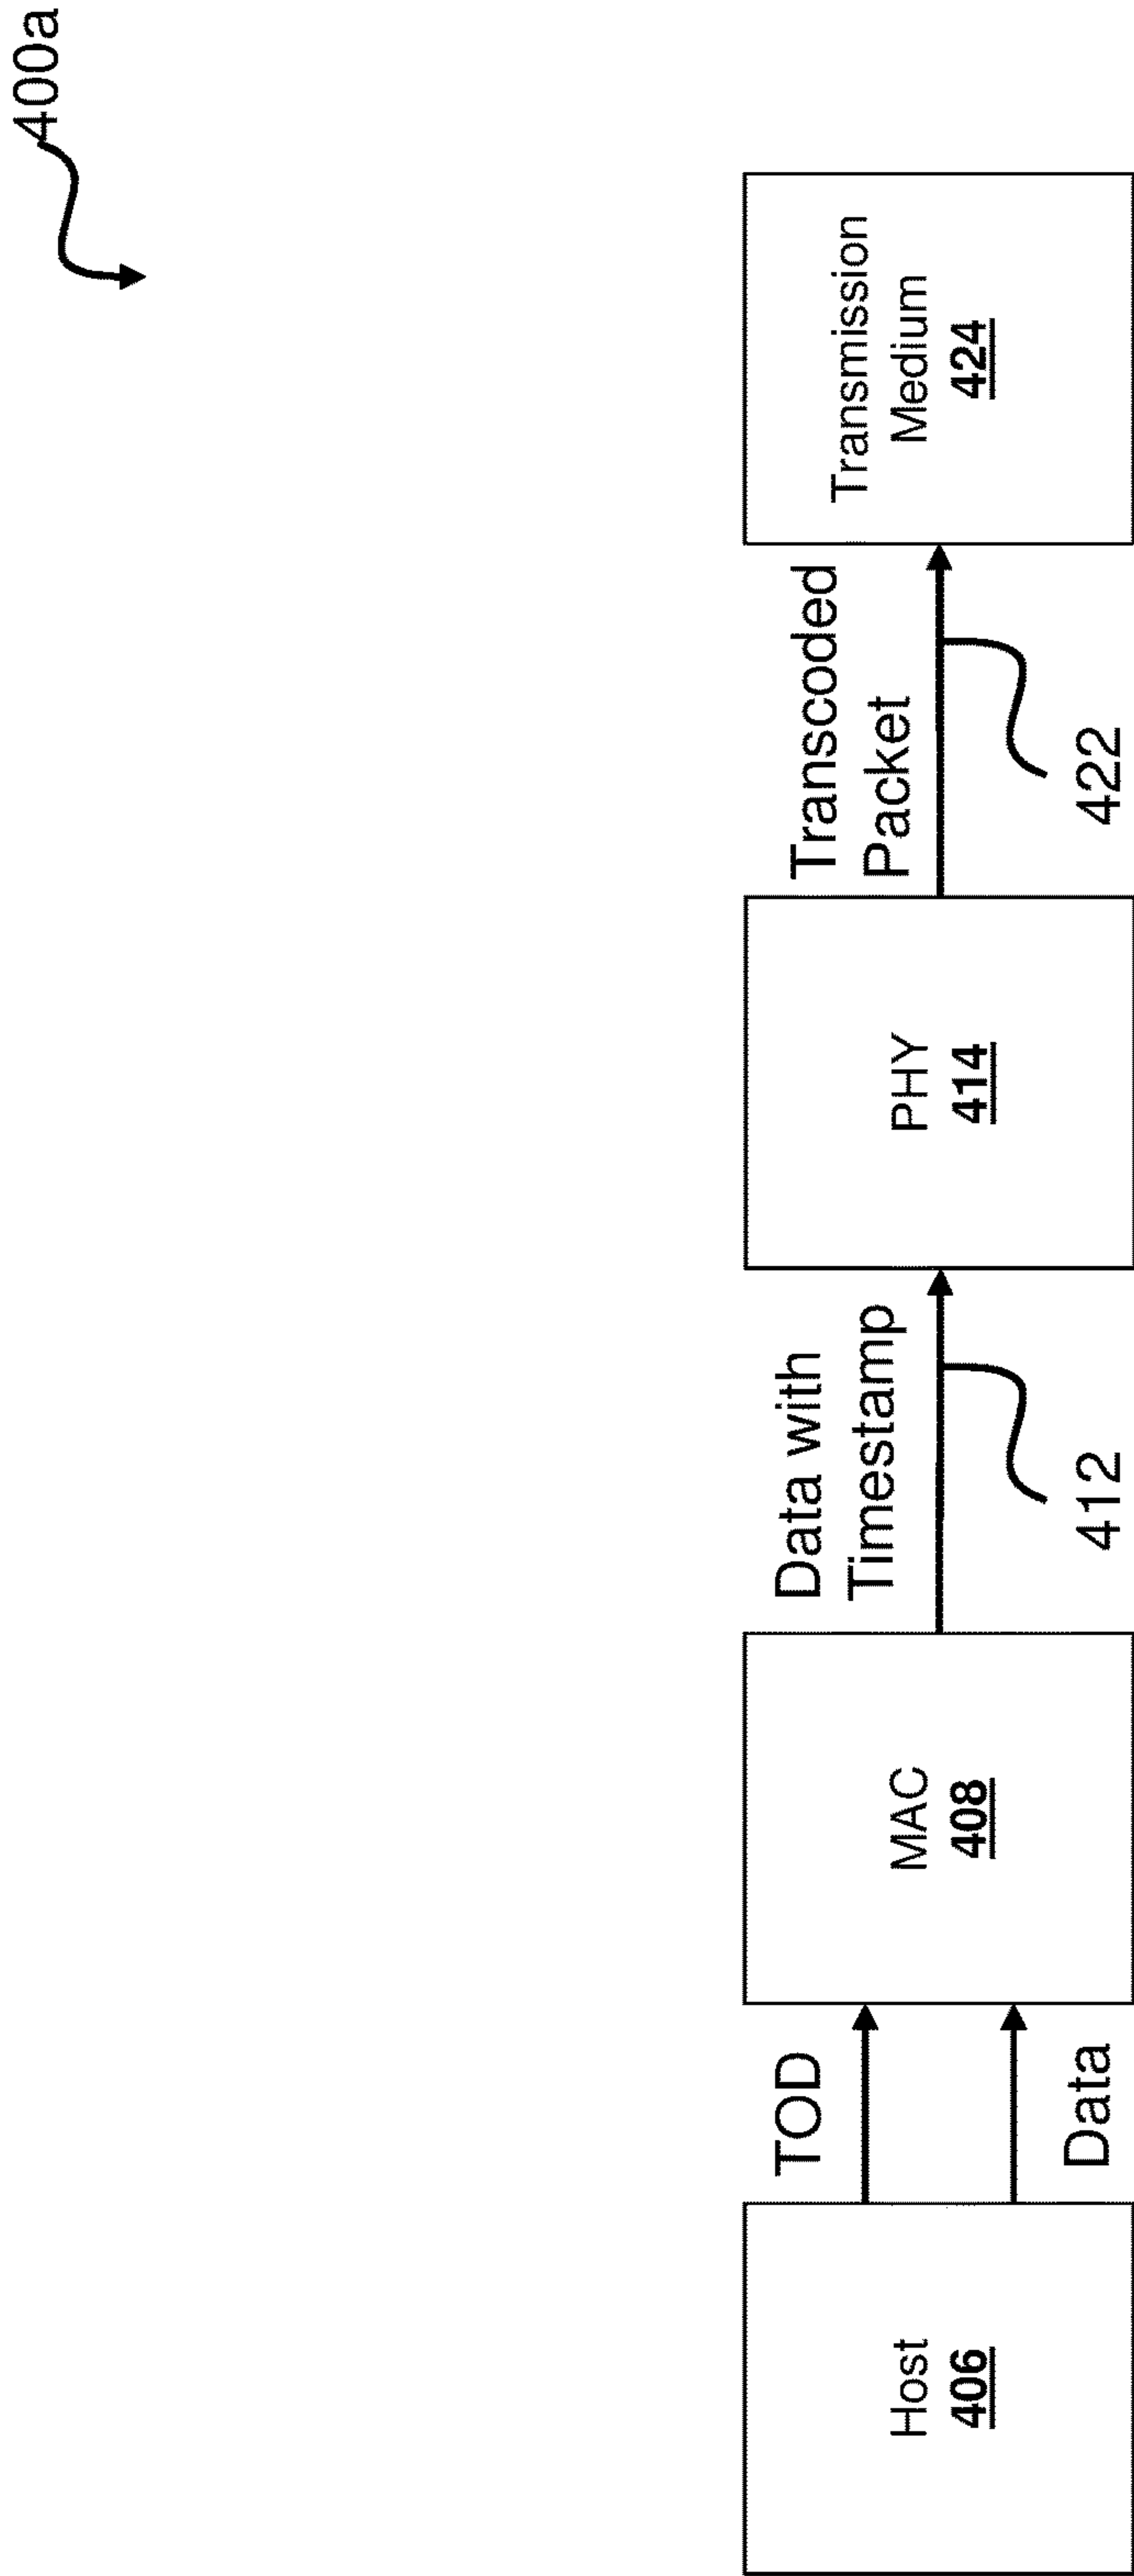 400a
Host
406
TOD
Data
MAC
408
Data with
Timestamp
412
PHY
414
Transcoded
Packet
422
Transmission
Medium
424